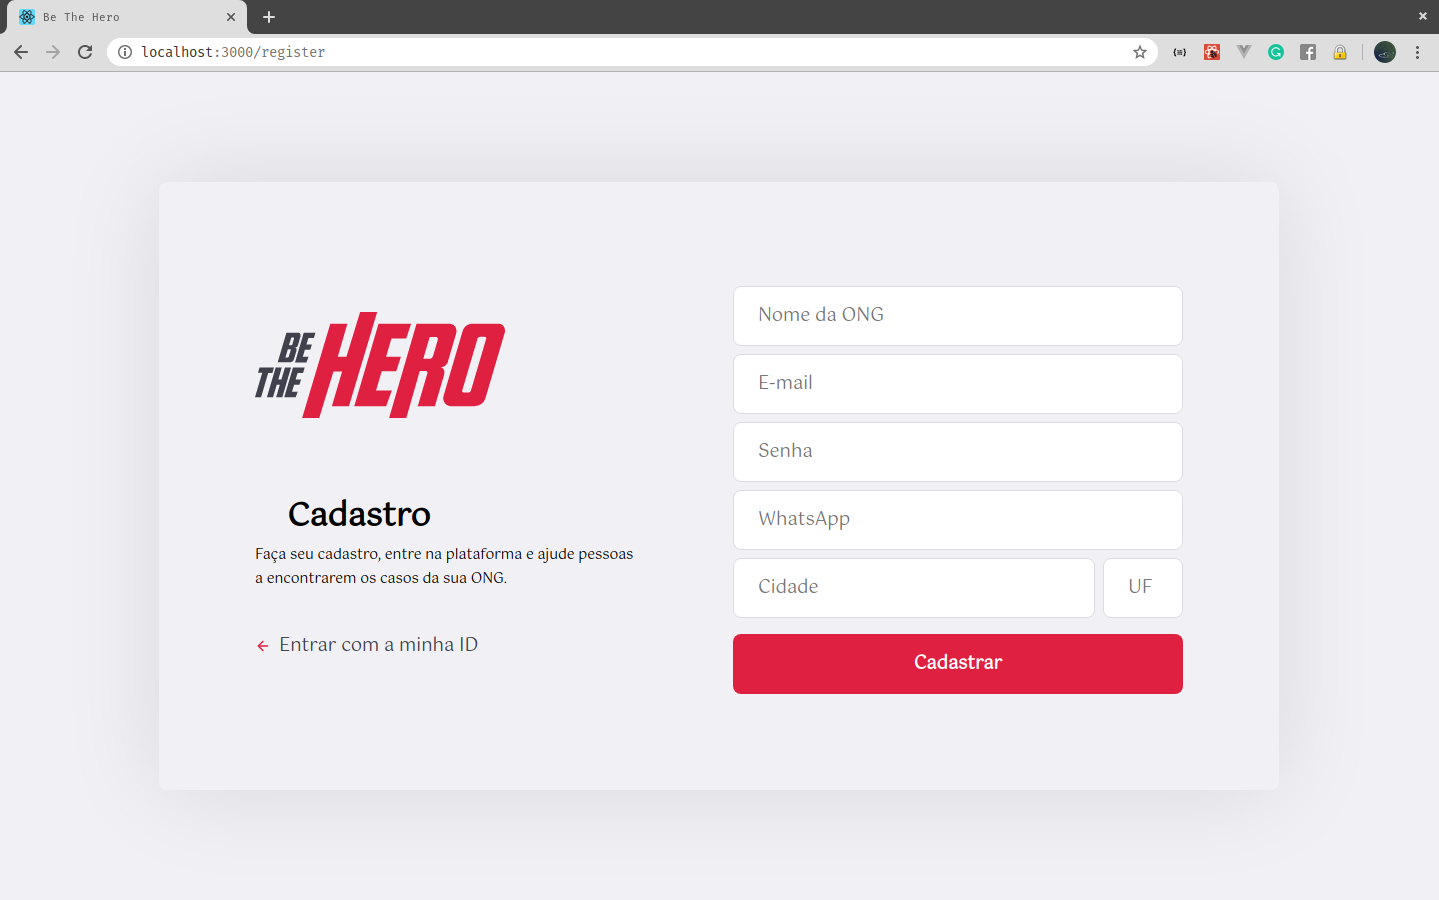 Be The Hero
localhost:3000/register
BE
THE
HERO
Cadastro
Faça seu cadastro, entre na plataforma e ajude pessoas
a encontrarem os casos da sua ONG.
Entrar com a minha ID
Nome da ONG
E-mail
Senha
WhatsApp
Cidade
UF
Cadastrar